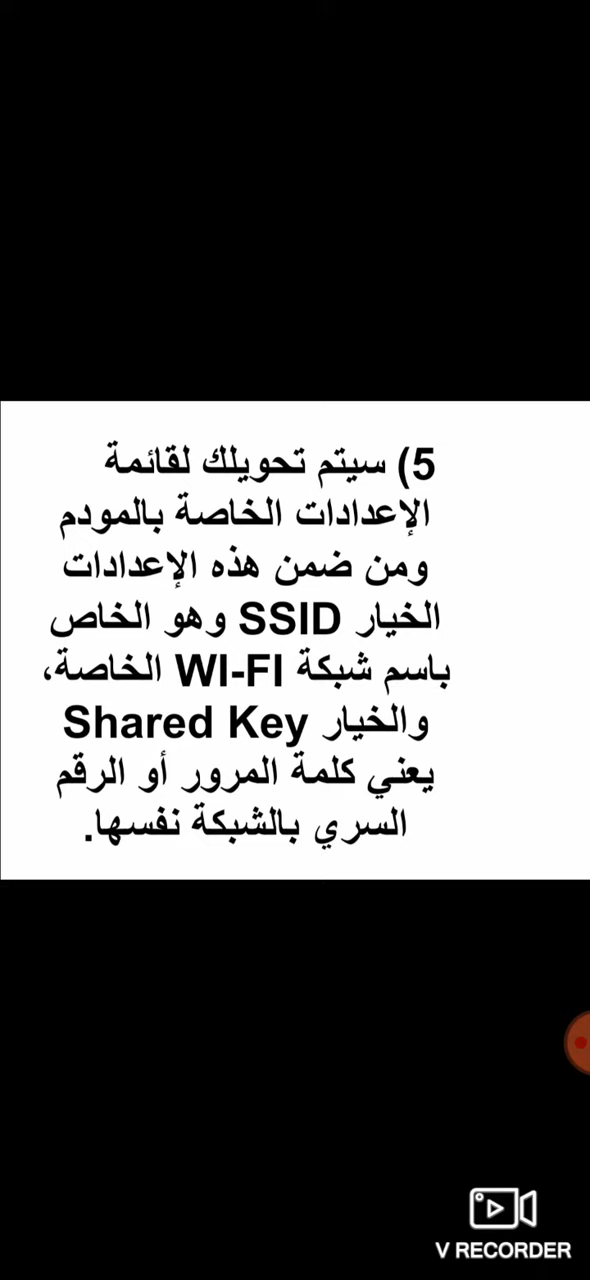 5) سيتم تحويلك لقائمة
الإعدادات الخاصة بالمودم
ومن ضمن هذه الإعدادات
الخيار SSID وهو الخاص
باسم شبكة WI-FI الخاصة،
والخيار Shared Key
يعني كلمة المرور أو الرقم
السري بالشبكة نفسها.
V RECORDER